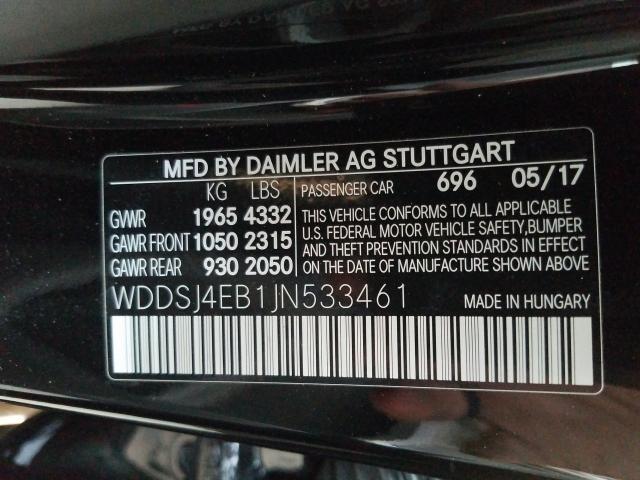 MFD BY DAIMLER AG STUTTGART
KG LBS
GVWR 1965 4332
GAWR FRONT 1050 2315
GAWR REAR 930 2050
PASSENGER CAR 696 05/17
THIS VEHICLE CONFORMS TO ALL APPLICABLE
U.S. FEDERAL MOTOR VEHICLE SAFETY,BUMPER
AND THEFT PREVENTION STANDARDS IN EFFECT
ON THE DATE OF MANUFACTURE SHOWN ABOVE
WDDSJ4EB1JN533461 MADE IN HUNGARY